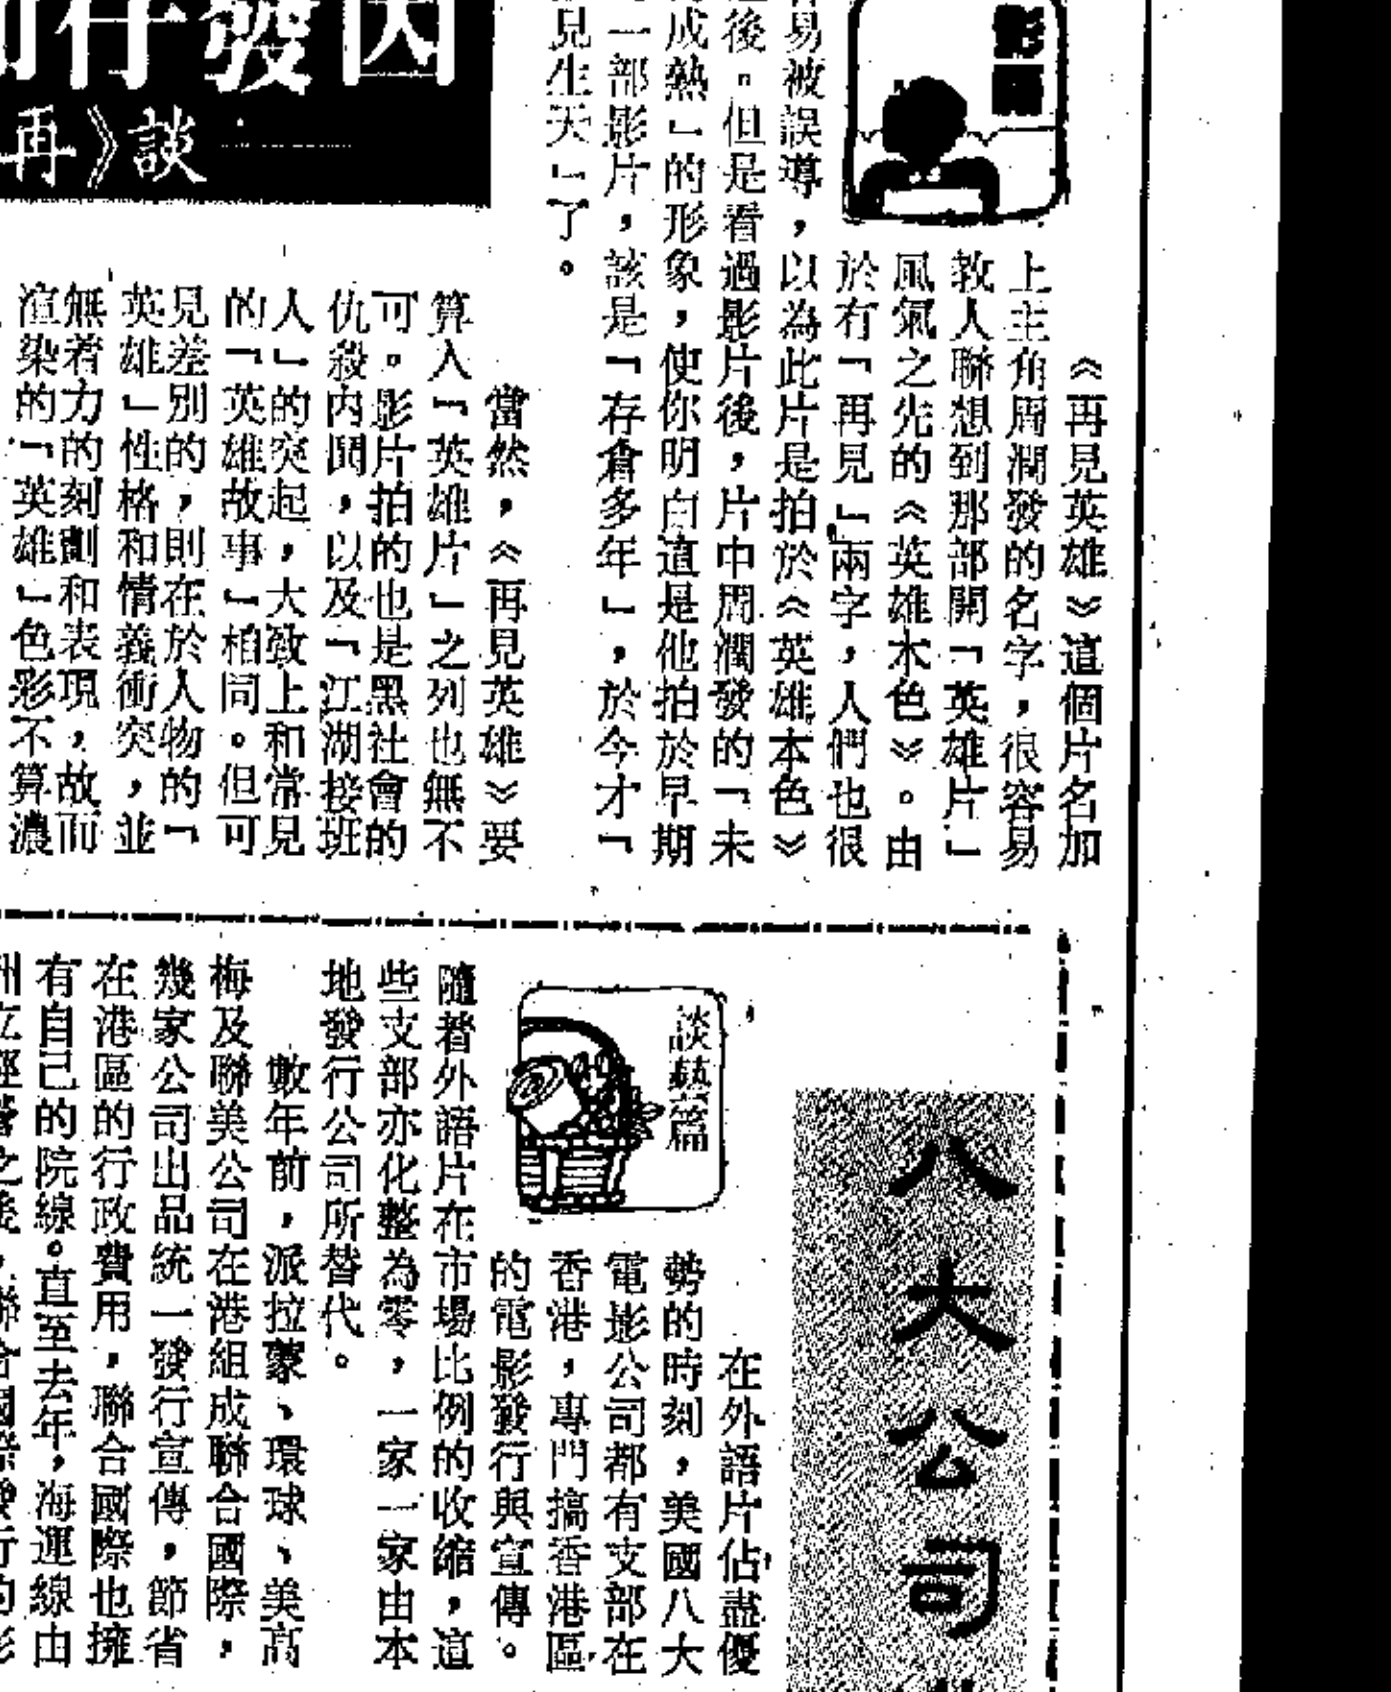 因發仔
談《再
影
《再見英雄》這個片名加
上主角周潤發的名字，很容易
教人聯想到那部開「英雄片」
風氣之先的《英雄本色》。由
於有「再見」兩字，人們也很
易被誤導，以為此片是拍於《英雄本色》
後。但是看過影片後，片中周潤發的「未
成熟」的形象，使你明白這是他拍於早期
一部影片，該是「存倉多年」，於今才「
見生天」了。
當然，《再見英雄》要
算入「英雄片」之列也無不
可。影片拍的也是黑社會的
仇殺內鬨，以及「江湖接班
人」的突起，大致上和常見
的「英雄故事」相同。但可
見差別的，則在於人物的「
英雄」性格和情義衝突，並
無着力的刻劃和表現，故而
渲染的「英雄」色彩不算濃
八大公司
談藝篇
在外語片佔盡優
勢的時刻，美國八大
電影公司都有支部在
香港，專門搞香港區
的電影發行與宣傳。
隨着外語片在市場比例的收縮，這
些支部亦化整為零，一家一家由本
地發行公司所替代。
數年前，派拉蒙、環球、美高
梅及聯美公司在港組成聯合國際，
幾家公司出品統一發行宣傳，節省
在港區的行政費用，聯合國際也擁
有自己的院線。直至去年，海運線由